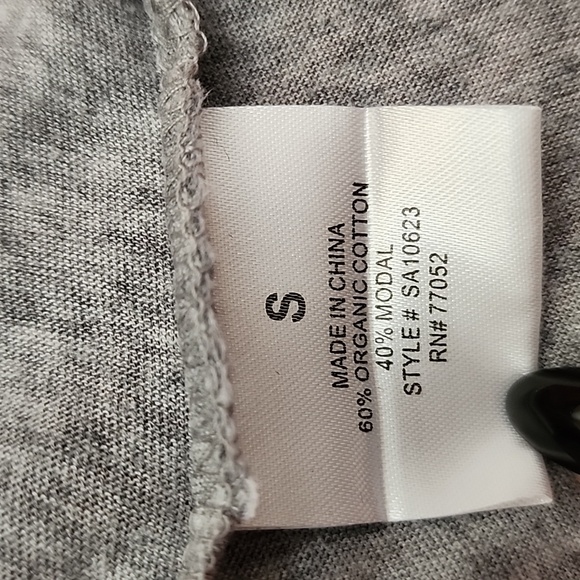 S
MADE IN CHINA
60% ORGANIC COTTON
40% MODAL
STYLE # SA10623
RN# 77052